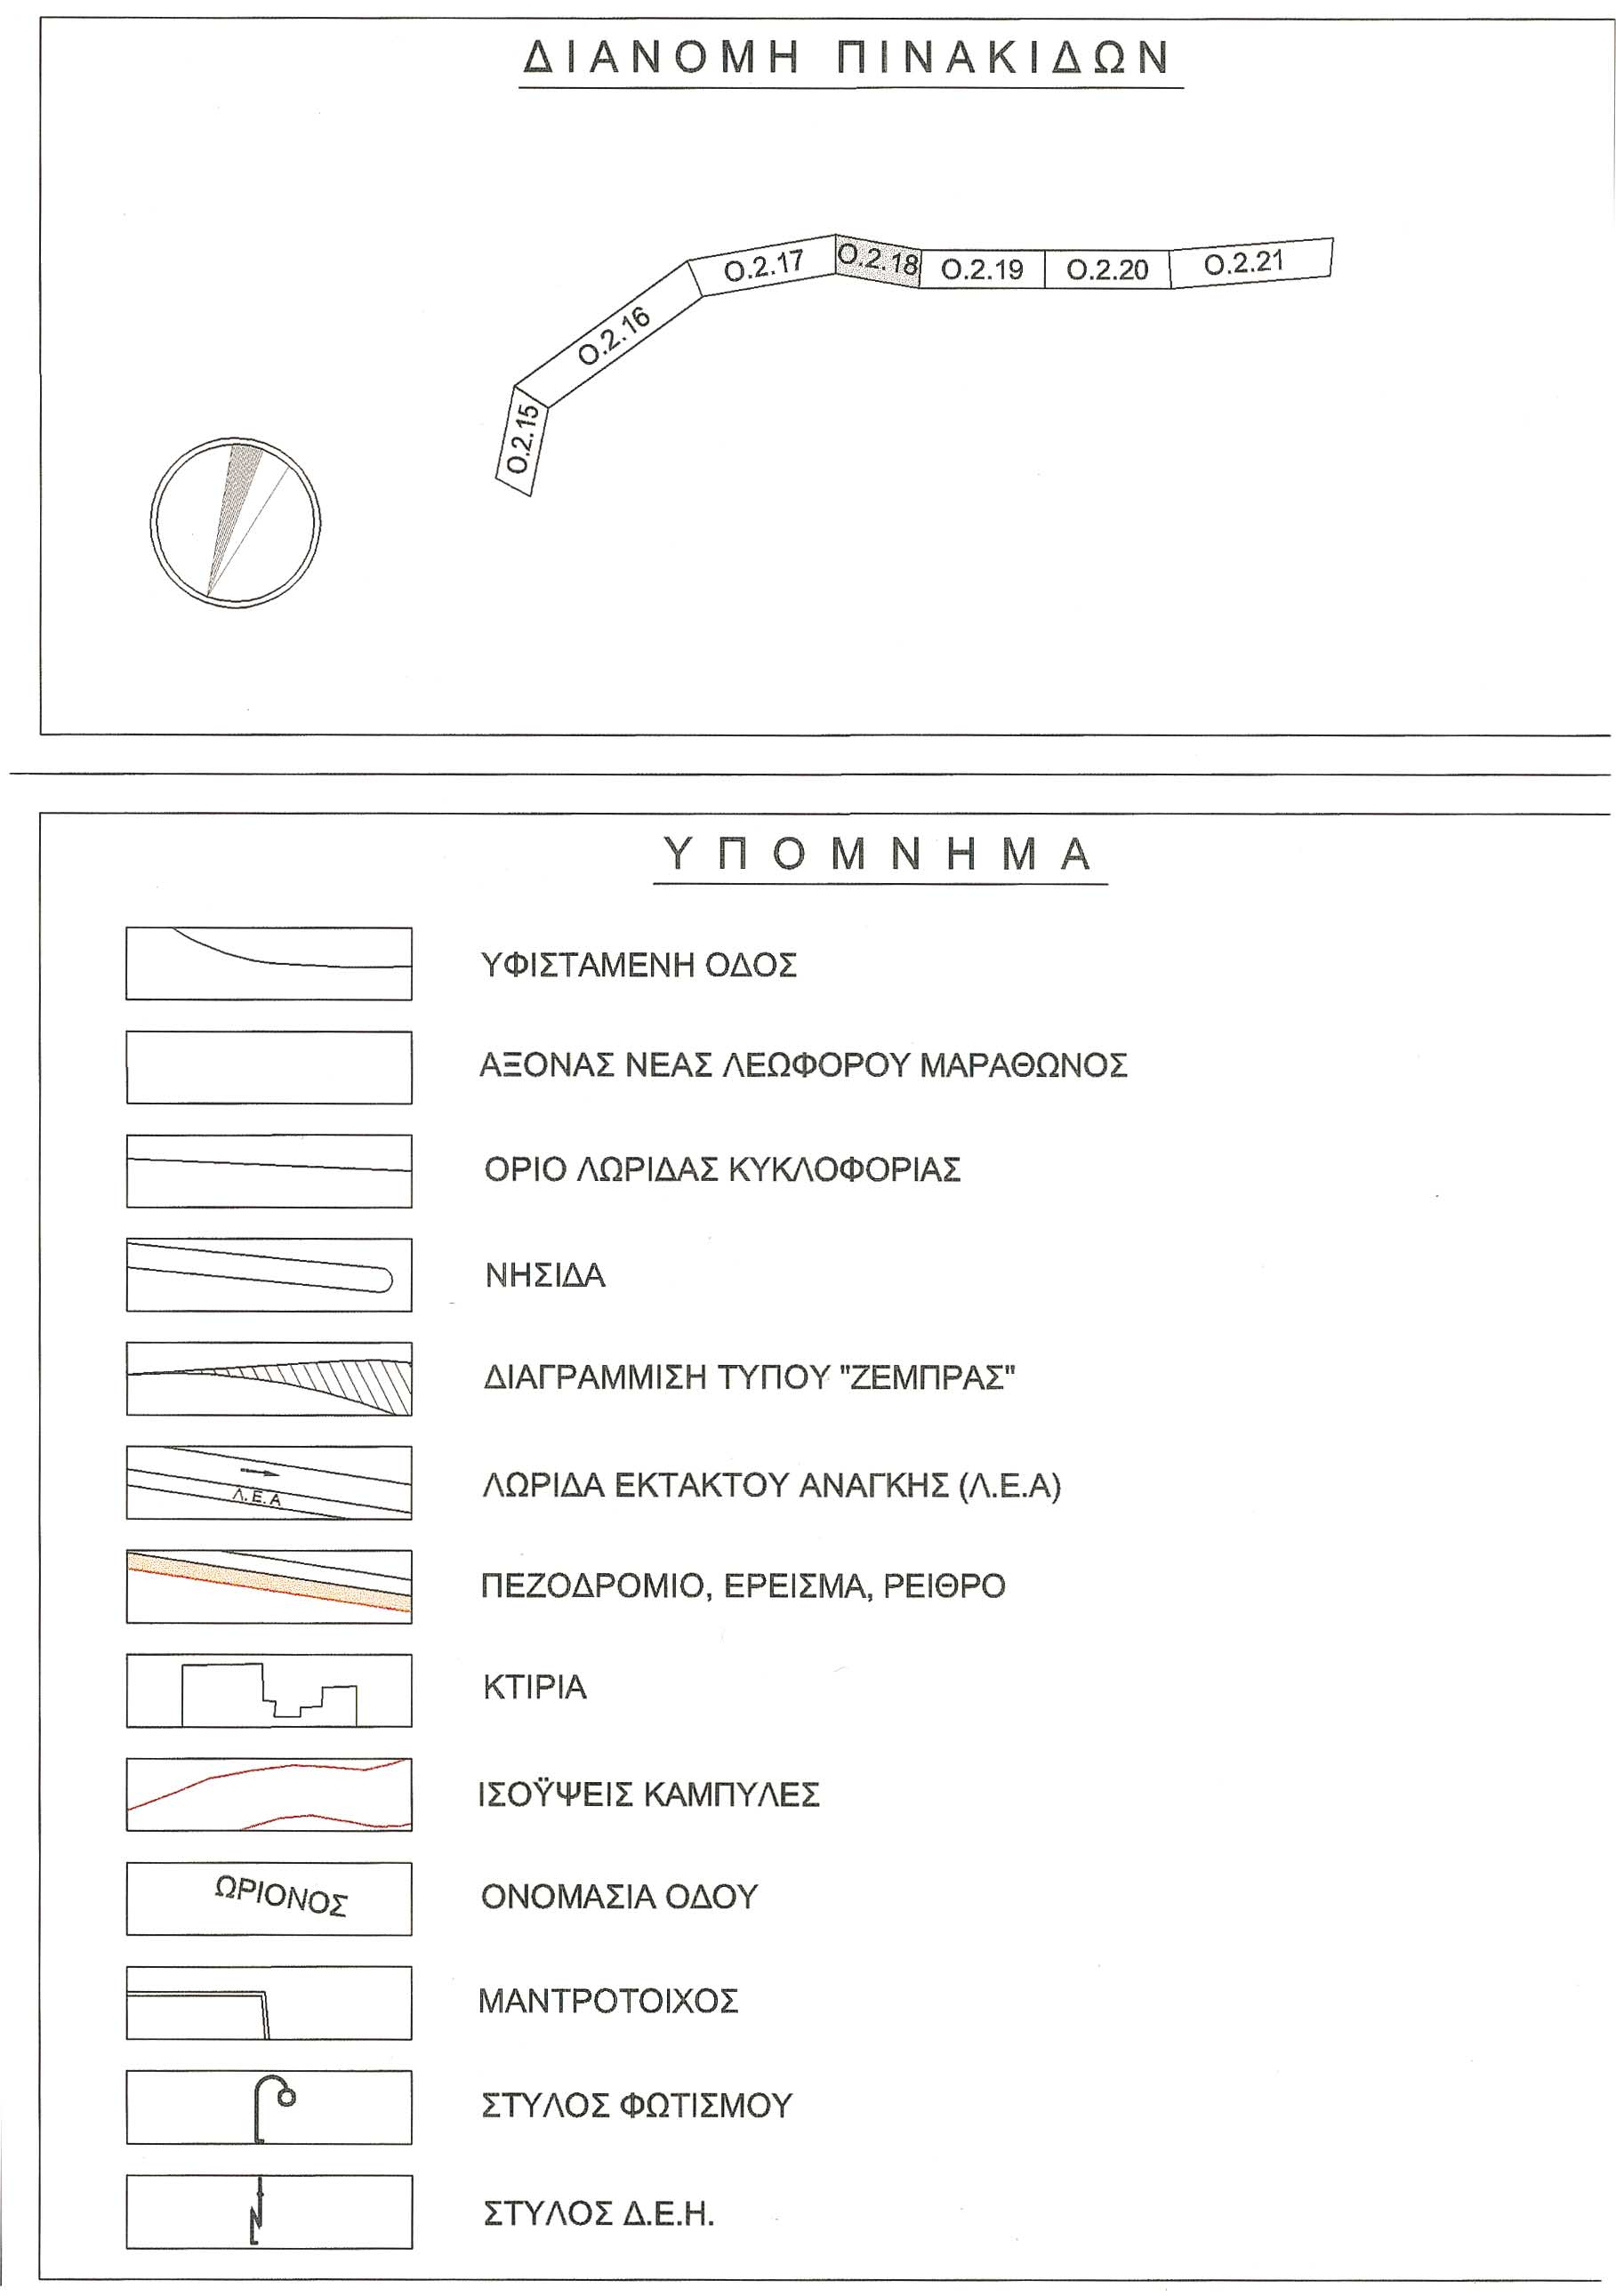 ΔΙΑΝΟΜΗ ΠΙΝΑΚΙΔΩΝ
Ο.2.15
Ο.2.16
Ο.2.17
Ο.2.18
Ο.2.19
Ο.2.20
Ο.2.21
ΥΠΟΜΝΗΜΑ
ΥΦΙΣΤΑΜΕΝΗ ΟΔΟΣ
ΑΞΟΝΑΣ ΝΕΑΣ ΛΕΩΦΟΡΟΥ ΜΑΡΑΘΩΝΟΣ
ΟΡΙΟ ΛΩΡΙΔΑΣ ΚΥΚΛΟΦΟΡΙΑΣ
ΝΗΣΙΔΑ
ΔΙΑΓΡΑΜΜΙΣΗ ΤΥΠΟΥ "ΖΕΜΠΡΑΣ"
Λ.Ε.Α
ΛΩΡΙΔΑ ΕΚΤΑΚΤΟΥ ΑΝΑΓΚΗΣ (Λ.Ε.Α)
ΠΕΖΟΔΡΟΜΙΟ, ΕΡΕΙΣΜΑ, ΡΕΙΘΡΟ
ΚΤΙΡΙΑ
ΙΣΟΫΨΕΙΣ ΚΑΜΠΥΛΕΣ
ΩΡΙΟΝΟΣ
ΟΝΟΜΑΣΙΑ ΟΔΟΥ
ΜΑΝΤΡΟΤΟΙΧΟΣ
ΣΤΥΛΟΣ ΦΩΤΙΣΜΟΥ
ΣΤΥΛΟΣ Δ.Ε.Η.